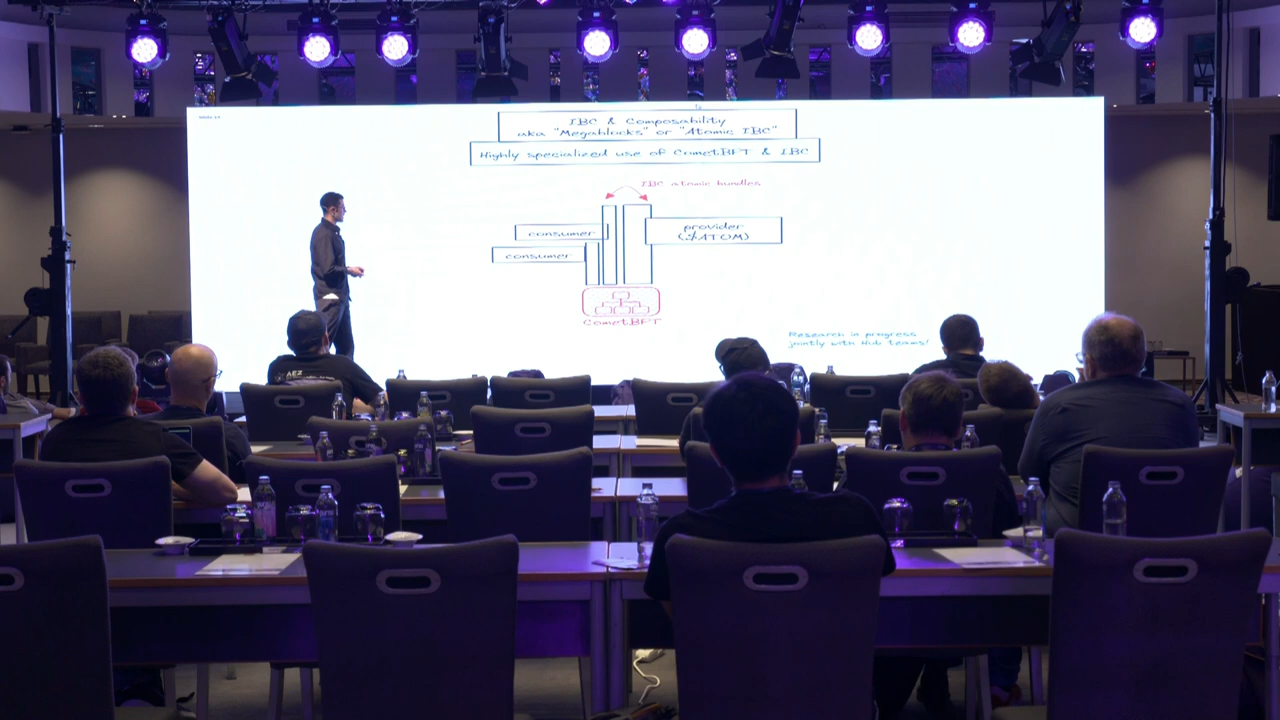 IBC & Composability
aka "Megablocks" or "Atomic IBC"
Highly specialized use of CometBFT & IBC
IBC atomic bundles
consumer
provider
consumer
CometBFT
Research in progress
jointly with Hub teams!
AEZ